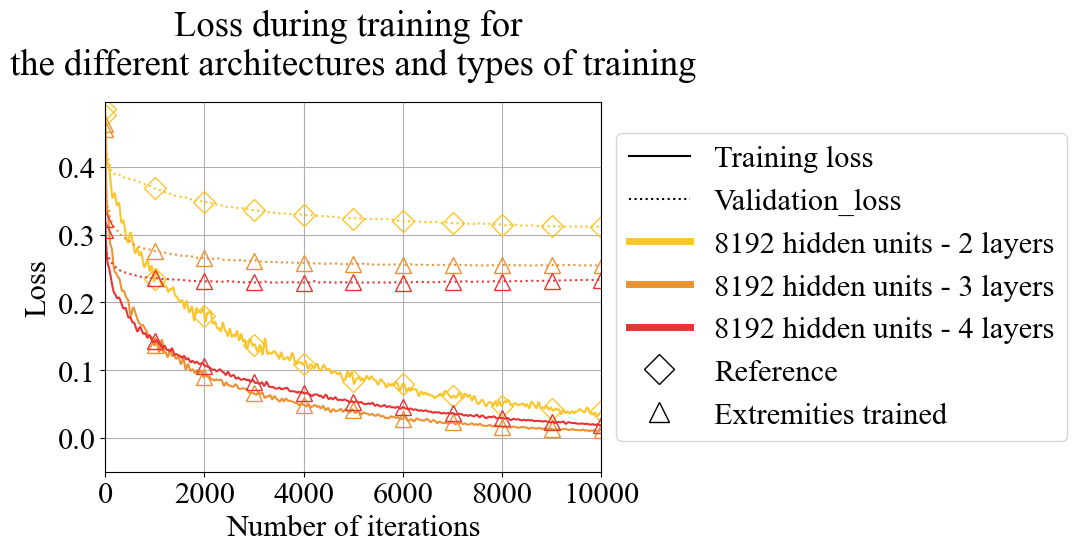 Loss during training for
the different architectures and types of training
Loss
0.4
0.3
0.2
0.1
0.0
0 2000 4000 6000 8000 10000
Number of iterations
Training loss
Validation_loss
8192 hidden units - 2 layers
8192 hidden units - 3 layers
8192 hidden units - 4 layers
Reference
Extremities trained